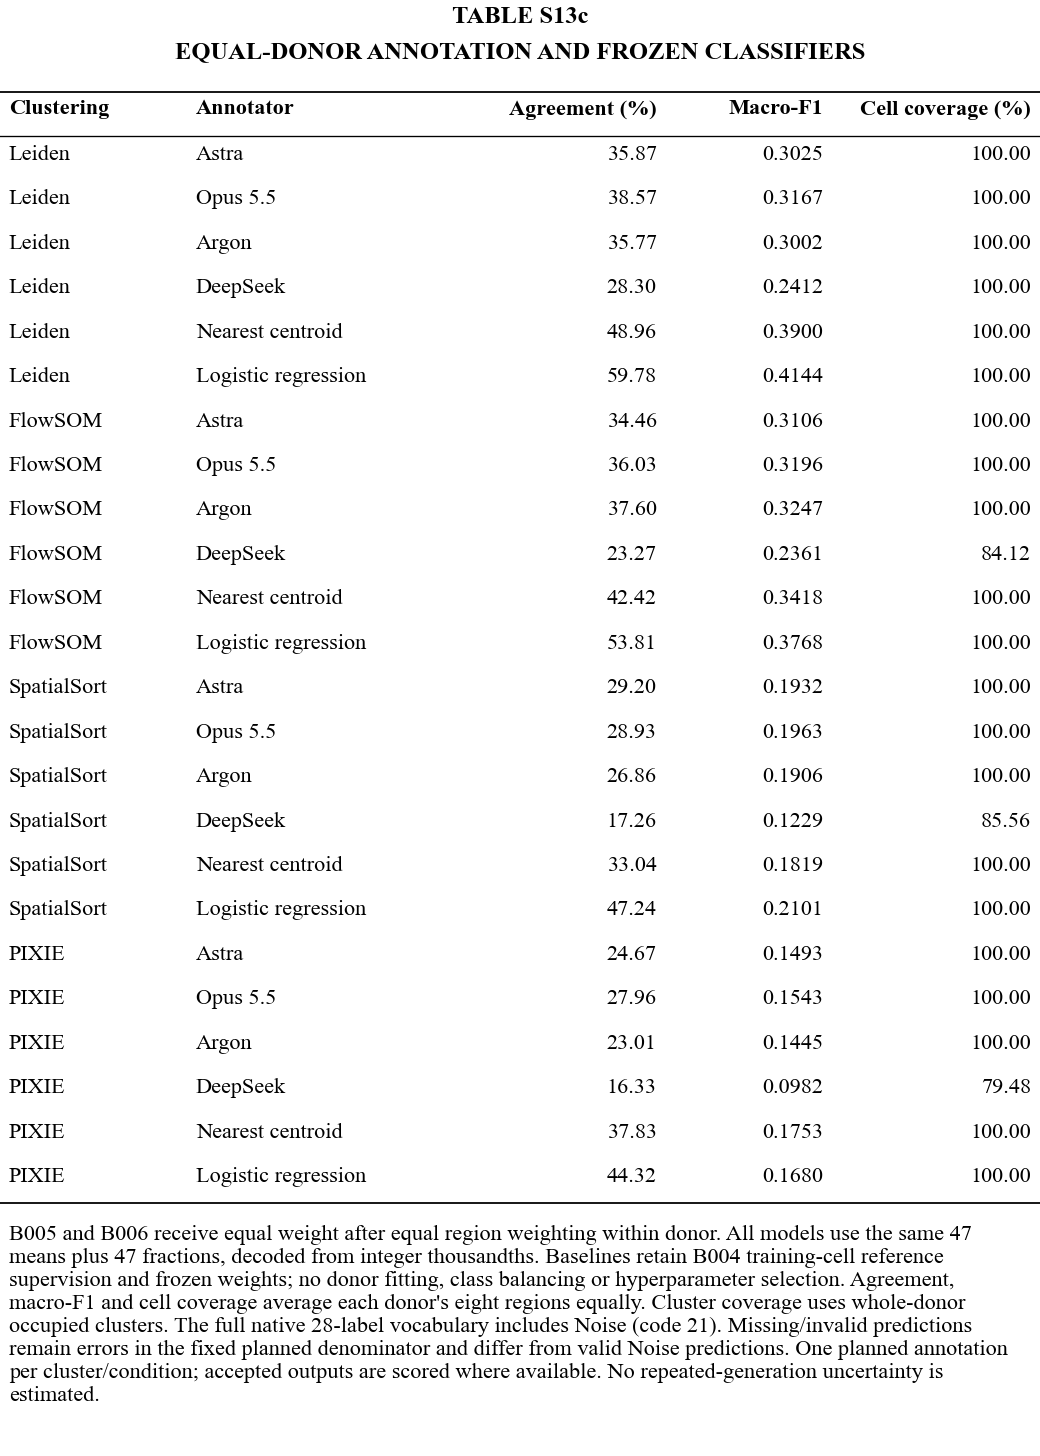 TABLE S13c
EQUAL-DONOR ANNOTATION AND FROZEN CLASSIFIERS
Clustering Annotator Agreement (%) Macro-F1 Cell coverage (%)
Leiden Astra 35.87 0.3025 100.00
Leiden Opus 5.5 38.57 0.3167 100.00
Leiden Argon 35.77 0.3002 100.00
Leiden DeepSeek 28.30 0.2412 100.00
Leiden Nearest centroid 48.96 0.3900 100.00
Leiden Logistic regression 59.78 0.4144 100.00
FlowSOM Astra 34.46 0.3106 100.00
FlowSOM Opus 5.5 36.03 0.3196 100.00
FlowSOM Argon 37.60 0.3247 100.00
FlowSOM DeepSeek 23.27 0.2361 84.12
FlowSOM Nearest centroid 42.42 0.3418 100.00
FlowSOM Logistic regression 53.81 0.3768 100.00
SpatialSort Astra 29.20 0.1932 100.00
SpatialSort Opus 5.5 28.93 0.1963 100.00
SpatialSort Argon 26.86 0.1906 100.00
SpatialSort DeepSeek 17.26 0.1229 85.56
SpatialSort Nearest centroid 33.04 0.1819 100.00
SpatialSort Logistic regression 47.24 0.2101 100.00
PIXIE Astra 24.67 0.1493 100.00
PIXIE Opus 5.5 27.96 0.1543 100.00
PIXIE Argon 23.01 0.1445 100.00
PIXIE DeepSeek 16.33 0.0982 79.48
PIXIE Nearest centroid 37.83 0.1753 100.00
PIXIE Logistic regression 44.32 0.1680 100.00
B005 and B006 receive equal weight after equal region weighting within donor. All models use the same 47
means plus 47 fractions, decoded from integer thousandths. Baselines retain B004 training-cell reference
supervision and frozen weights; no donor fitting, class balancing or hyperparameter selection. Agreement,
macro-F1 and cell coverage average each donor's eight regions equally. Cluster coverage uses whole-donor
occupied clusters. The full native 28-label vocabulary includes Noise (code 21). Missing/invalid predictions
remain errors in the fixed planned denominator and differ from valid Noise predictions. One planned annotation
per cluster/condition; accepted outputs are scored where available. No repeated-generation uncertainty is
estimated.